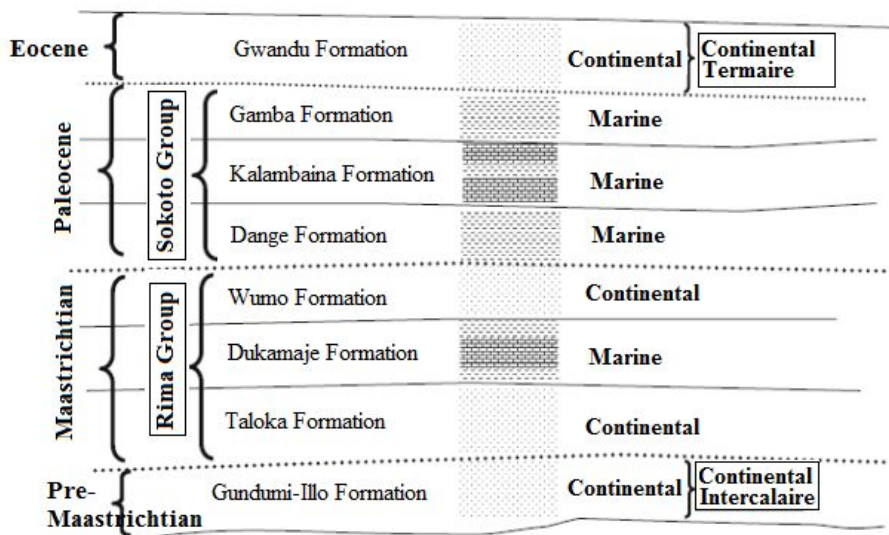 Eocene
Gwandu Formation
Continental
Continental
Termaire
Paleocene
Sokoto Group
Gamba Formation
Marine
Kalambaina Formation
Marine
Dange Formation
Marine
Maastrichtian
Rima Group
Wumo Formation
Continental
Dukamaje Formation
Marine
Taloka Formation
Continental
Pre-
Maastrichtian
Gundumi-Illo Formation
Continental
Continental
Intercalaire